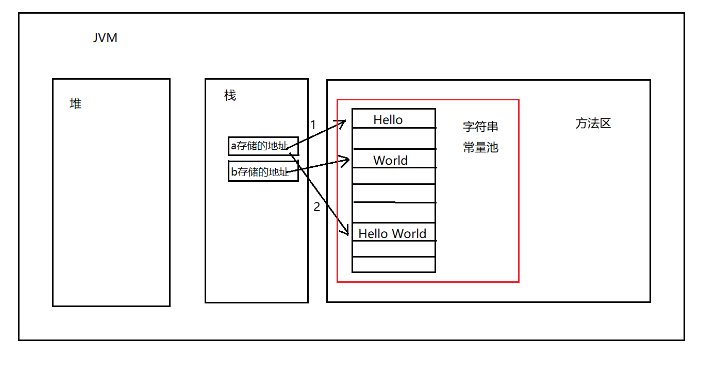 JVM
堆
栈
a存储的地址
b存储的地址
1
2
Hello
World
Hello World
字符串
常量池
方法区